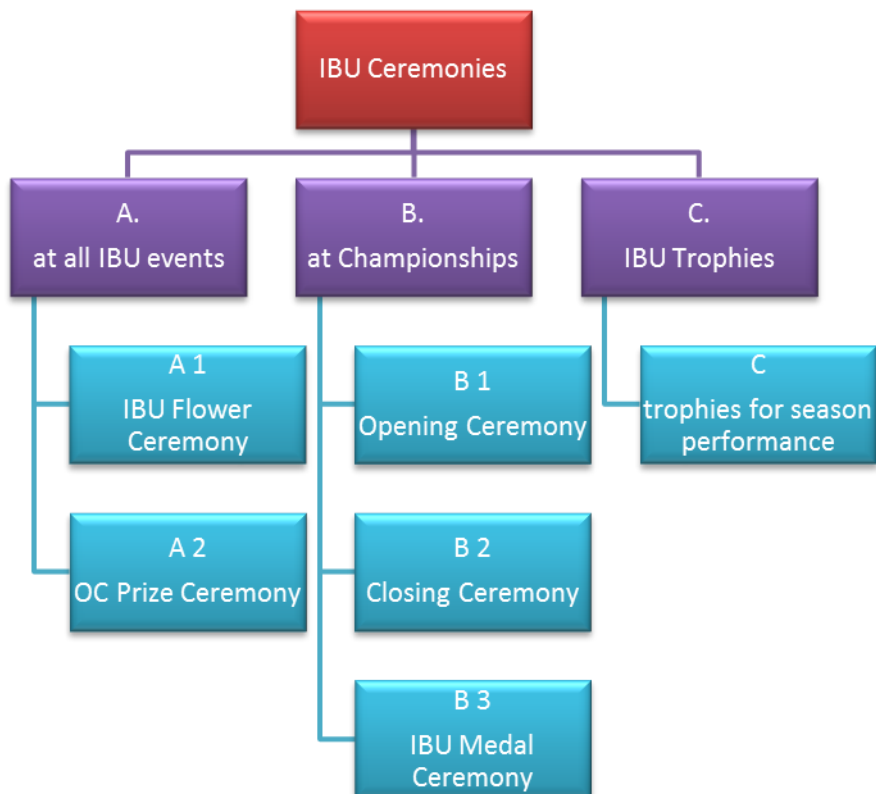 IBU Ceremonies
A.
at all IBU events
B.
at Championships
C.
IBU Trophies
A 1
IBU Flower
Ceremony
A 2
OC Prize Ceremony
B 1
Opening Ceremony
B 2
Closing Ceremony
B 3
IBU Medal
Ceremony
C
trophies for season
performance